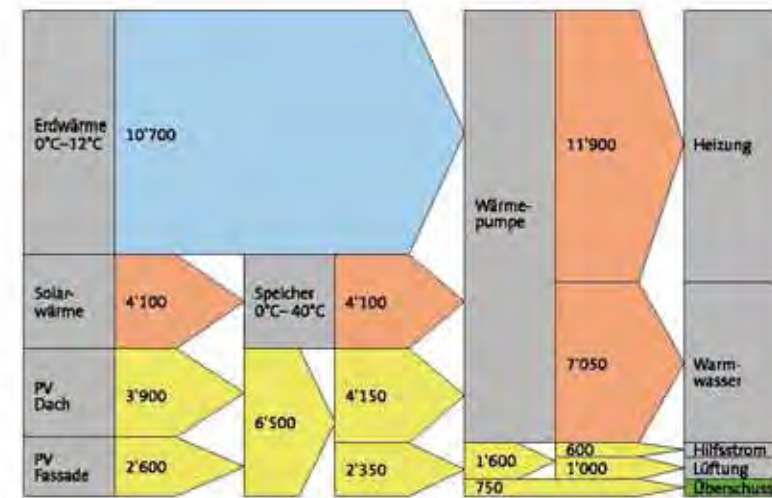 Erdwärme
0°C–12°C
10'700
Wärme-
pumpe
11'900
Heizung
Solar-
wärme
4'100
Speicher
0°C–40°C
4'100
7'050
Warm-
wasser
PV
Dach
3'900
6'500
4'150
PV
Fassade
2'600
2'350
1'600
600
Hilfsstrom
1'000
Lüftung
750
Überschuss